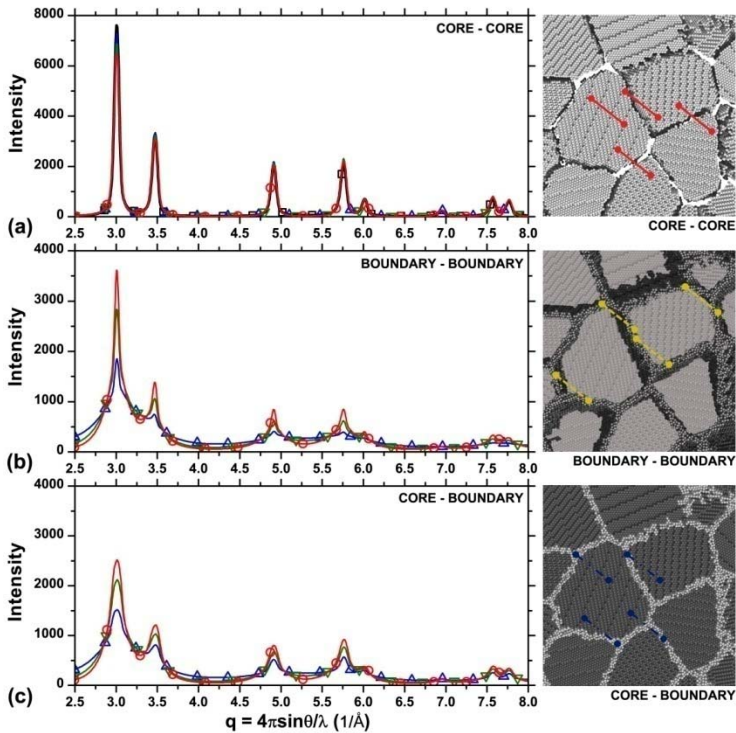 8000
6000
4000
2000
0
Intensity
CORE - CORE
(a)
2.5 3.0 3.5 4.0 4.5 5.0 5.5 6.0 6.5 7.0 7.5 8.0
CORE - CORE
4000
3000
2000
1000
0
Intensity
BOUNDARY - BOUNDARY
(b)
2.5 3.0 3.5 4.0 4.5 5.0 5.5 6.0 6.5 7.0 7.5 8.0
BOUNDARY - BOUNDARY
4000
3000
2000
1000
0
Intensity
CORE - BOUNDARY
(c)
2.5 3.0 3.5 4.0 4.5 5.0 5.5 6.0 6.5 7.0 7.5 8.0
q = 4πsinθ/λ (1/Å)
CORE - BOUNDARY